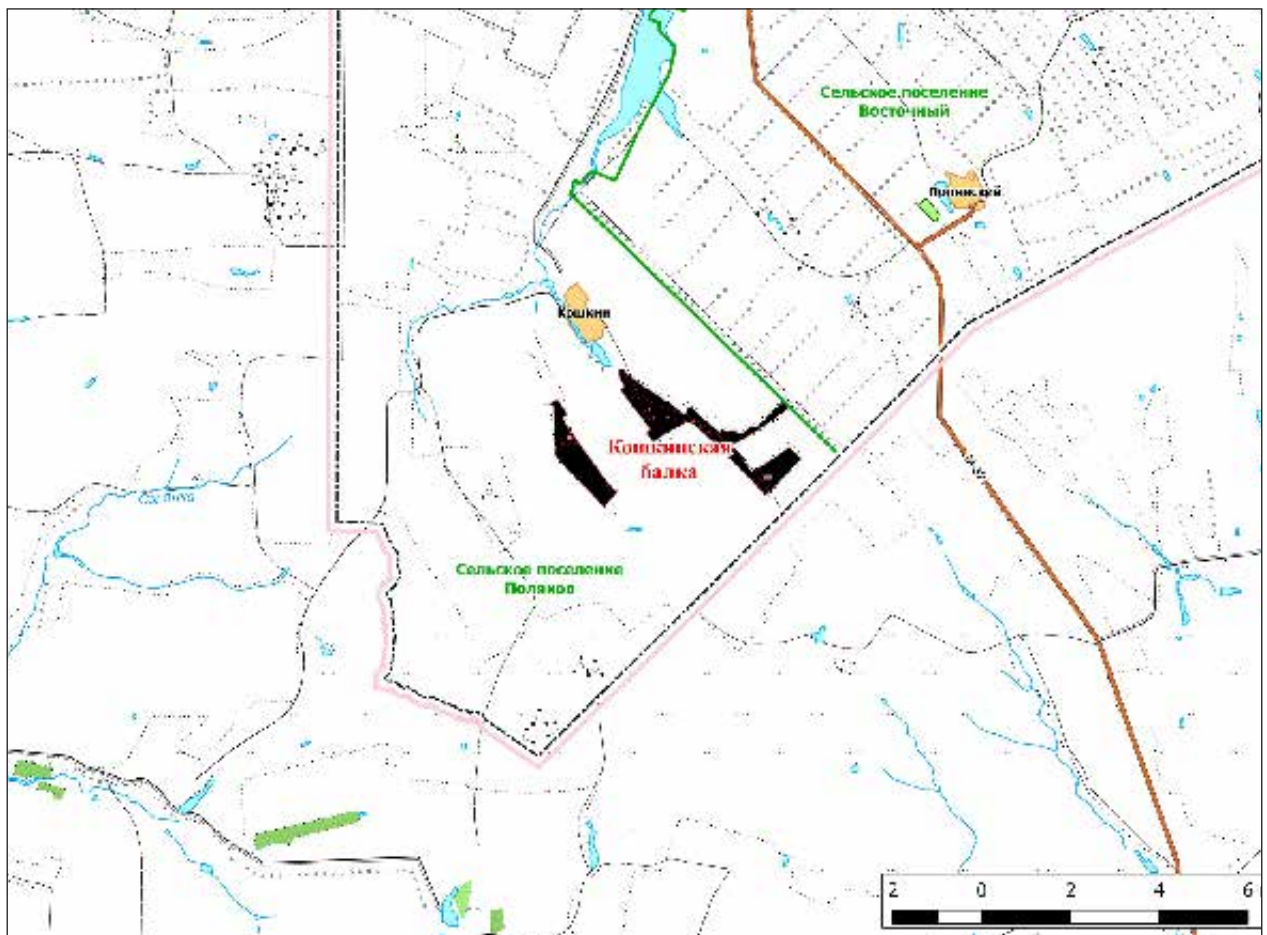 Сельское поселение
Восточный
Кошкин
Кошкинская
балка
Сельское поселение
Поляков
2 0 2 4 6